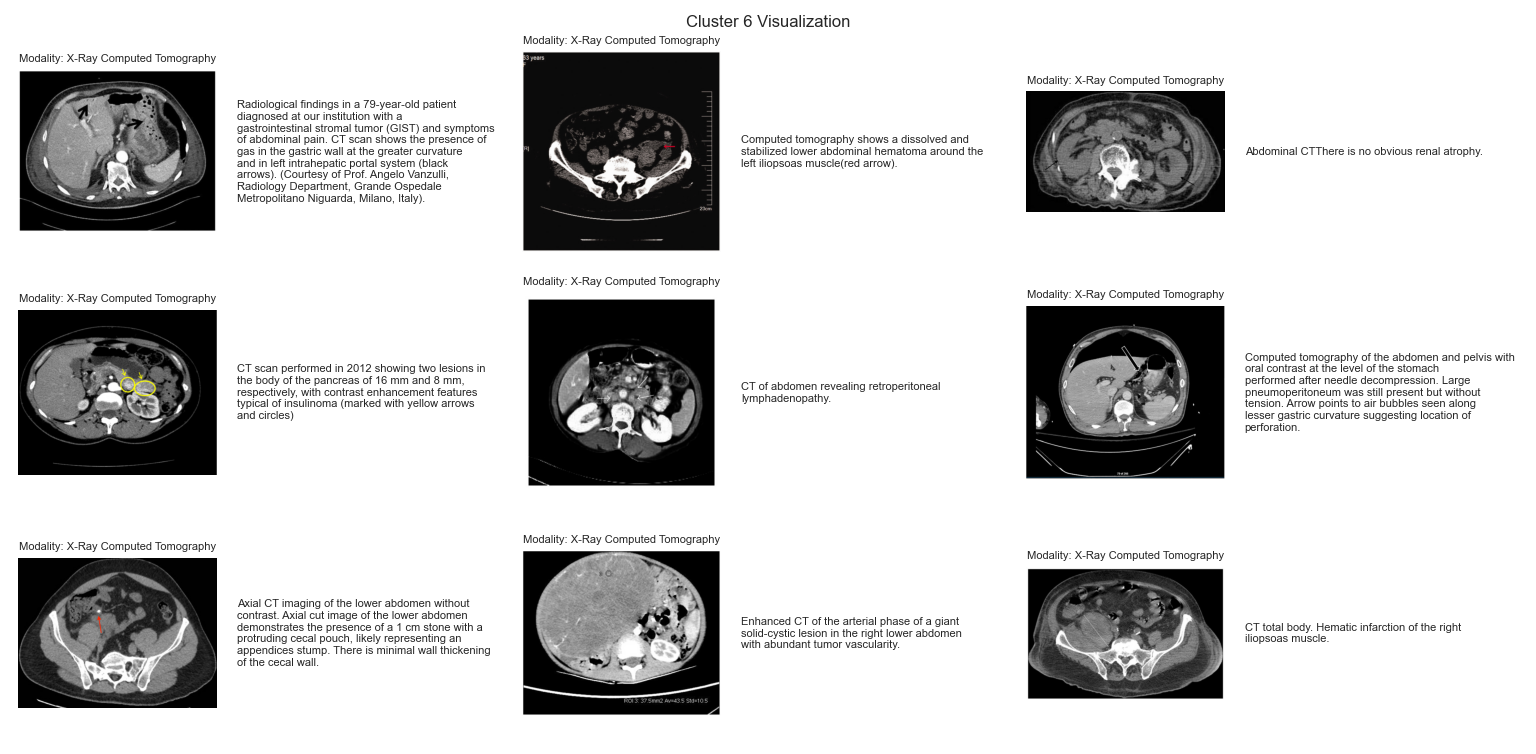 Cluster 6 Visualization
Modality: X-Ray Computed Tomography
Radiological findings in a 79-year-old patient
diagnosed at our institution with a
gastrointestinal stromal tumor (GIST) and symptoms
of abdominal pain. CT scan shows the presence of
gas in the gastric wall at the greater curvature
and in left intrahepatic portal system (black
arrows). (Courtesy of Prof. Angelo Vanzulli,
Radiology Department, Grande Ospedale
Metropolitano Niguarda, Milano, Italy).
Modality: X-Ray Computed Tomography
33 years
F
[R]
Computed tomography shows a dissolved and
stabilized lower abdominal hematoma around the
left iliopsoas muscle(red arrow).
Modality: X-Ray Computed Tomography
Abdominal CTThere is no obvious renal atrophy.
Modality: X-Ray Computed Tomography
CT scan performed in 2012 showing two lesions in
the body of the pancreas of 16 mm and 8 mm,
respectively, with contrast enhancement features
typical of insulinoma (marked with yellow arrows
and circles)
Modality: X-Ray Computed Tomography
CT of abdomen revealing retroperitoneal
lymphadenopathy.
Modality: X-Ray Computed Tomography
Computed tomography of the abdomen and pelvis with
oral contrast at the level of the stomach
performed after needle decompression. Large
pneumoperitoneum was still present but without
tension. Arrow points to air bubbles seen along
lesser gastric curvature suggesting location of
perforation.
Modality: X-Ray Computed Tomography
Axial CT imaging of the lower abdomen without
contrast. Axial cut image of the lower abdomen
demonstrates the presence of a 1 cm stone with a
protruding cecal pouch, likely representing an
appendices stump. There is minimal wall thickening
of the cecal wall.
Modality: X-Ray Computed Tomography
ROI 3. 37.5mm2 Av=43.5 Std=10.5
Enhanced CT of the arterial phase of a giant
solid-cystic lesion in the right lower abdomen
with abundant tumor vascularity.
Modality: X-Ray Computed Tomography
CT total body. Hematic infarction of the right
iliopsoas muscle.